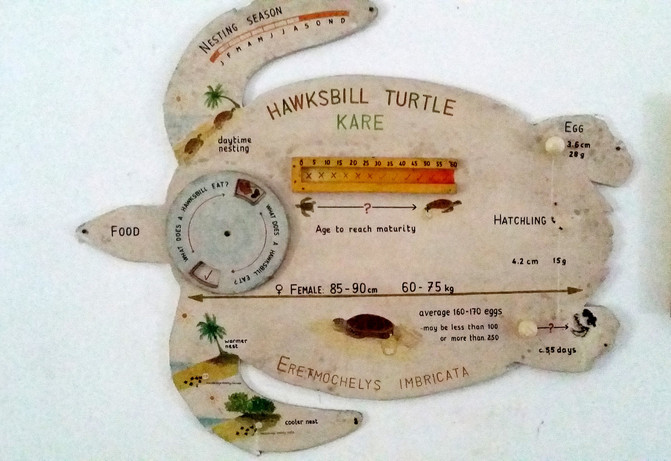 NESTING SEASON
J F M A M J J A S O N D
daytime
nesting
HAWKSBILL TURTLE
KARE
0 5 10 15 20 25 30 35 40 45 50 55 60
X X X X X X
?
Age to reach maturity
FOOD
WHAT DOES A HAWKSBILL EAT?
WHAT DOES A HAWKSBILL EAT?
EGG
3.6 cm
28 g
HATCHLING
4.2 cm 15 g
♀ FEMALE: 85-90 cm 60-75 kg
average 160-170 eggs
-may be less than 100
or more than 250
?
c.55 days
warmer
nest
cooler nest
ERETMOCHELYS IMBRICATA